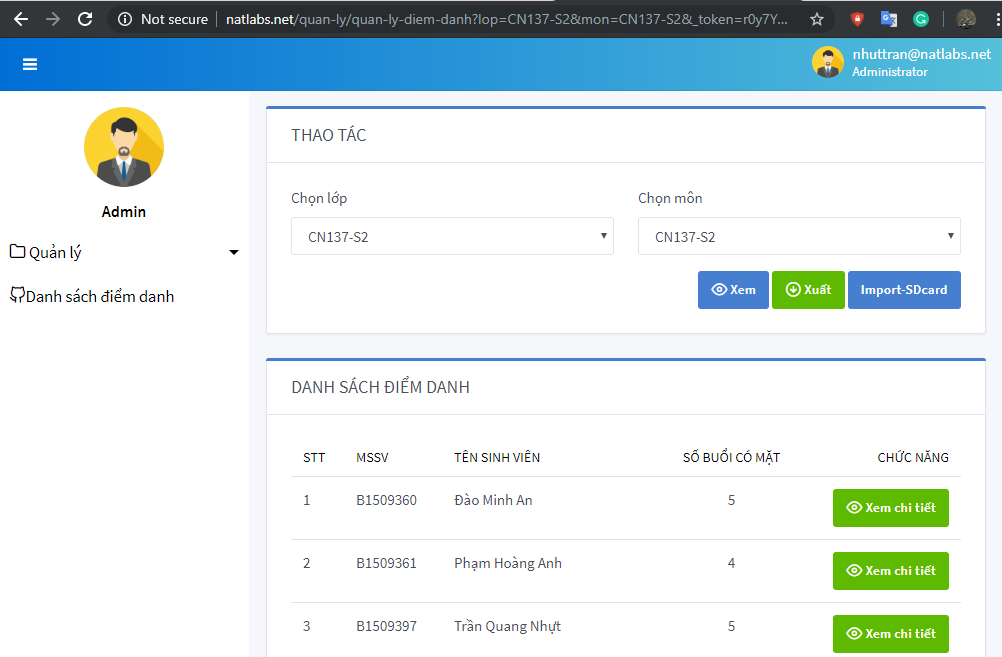 Not secure natlabs.net/quan-ly/quan-ly-diem-danh?lop=CN137-S2&mon=CN137-S2&_token=r0y7Y...
nhuttran@natlabs.net
Administrator
Admin
Quản lý
Danh sách điểm danh
THAO TÁC
Chọn lớp Chọn môn
CN137-S2 CN137-S2
Xem Xuất Import-SDcard
DANH SÁCH ĐIỂM DANH
STT MSSV TÊN SINH VIÊN SỐ BUỔI CÓ MẶT CHỨC NĂNG
1 B1509360 Đào Minh An 5 Xem chi tiết
2 B1509361 Phạm Hoàng Anh 4 Xem chi tiết
3 B1509397 Trần Quang Nhựt 5 Xem chi tiết